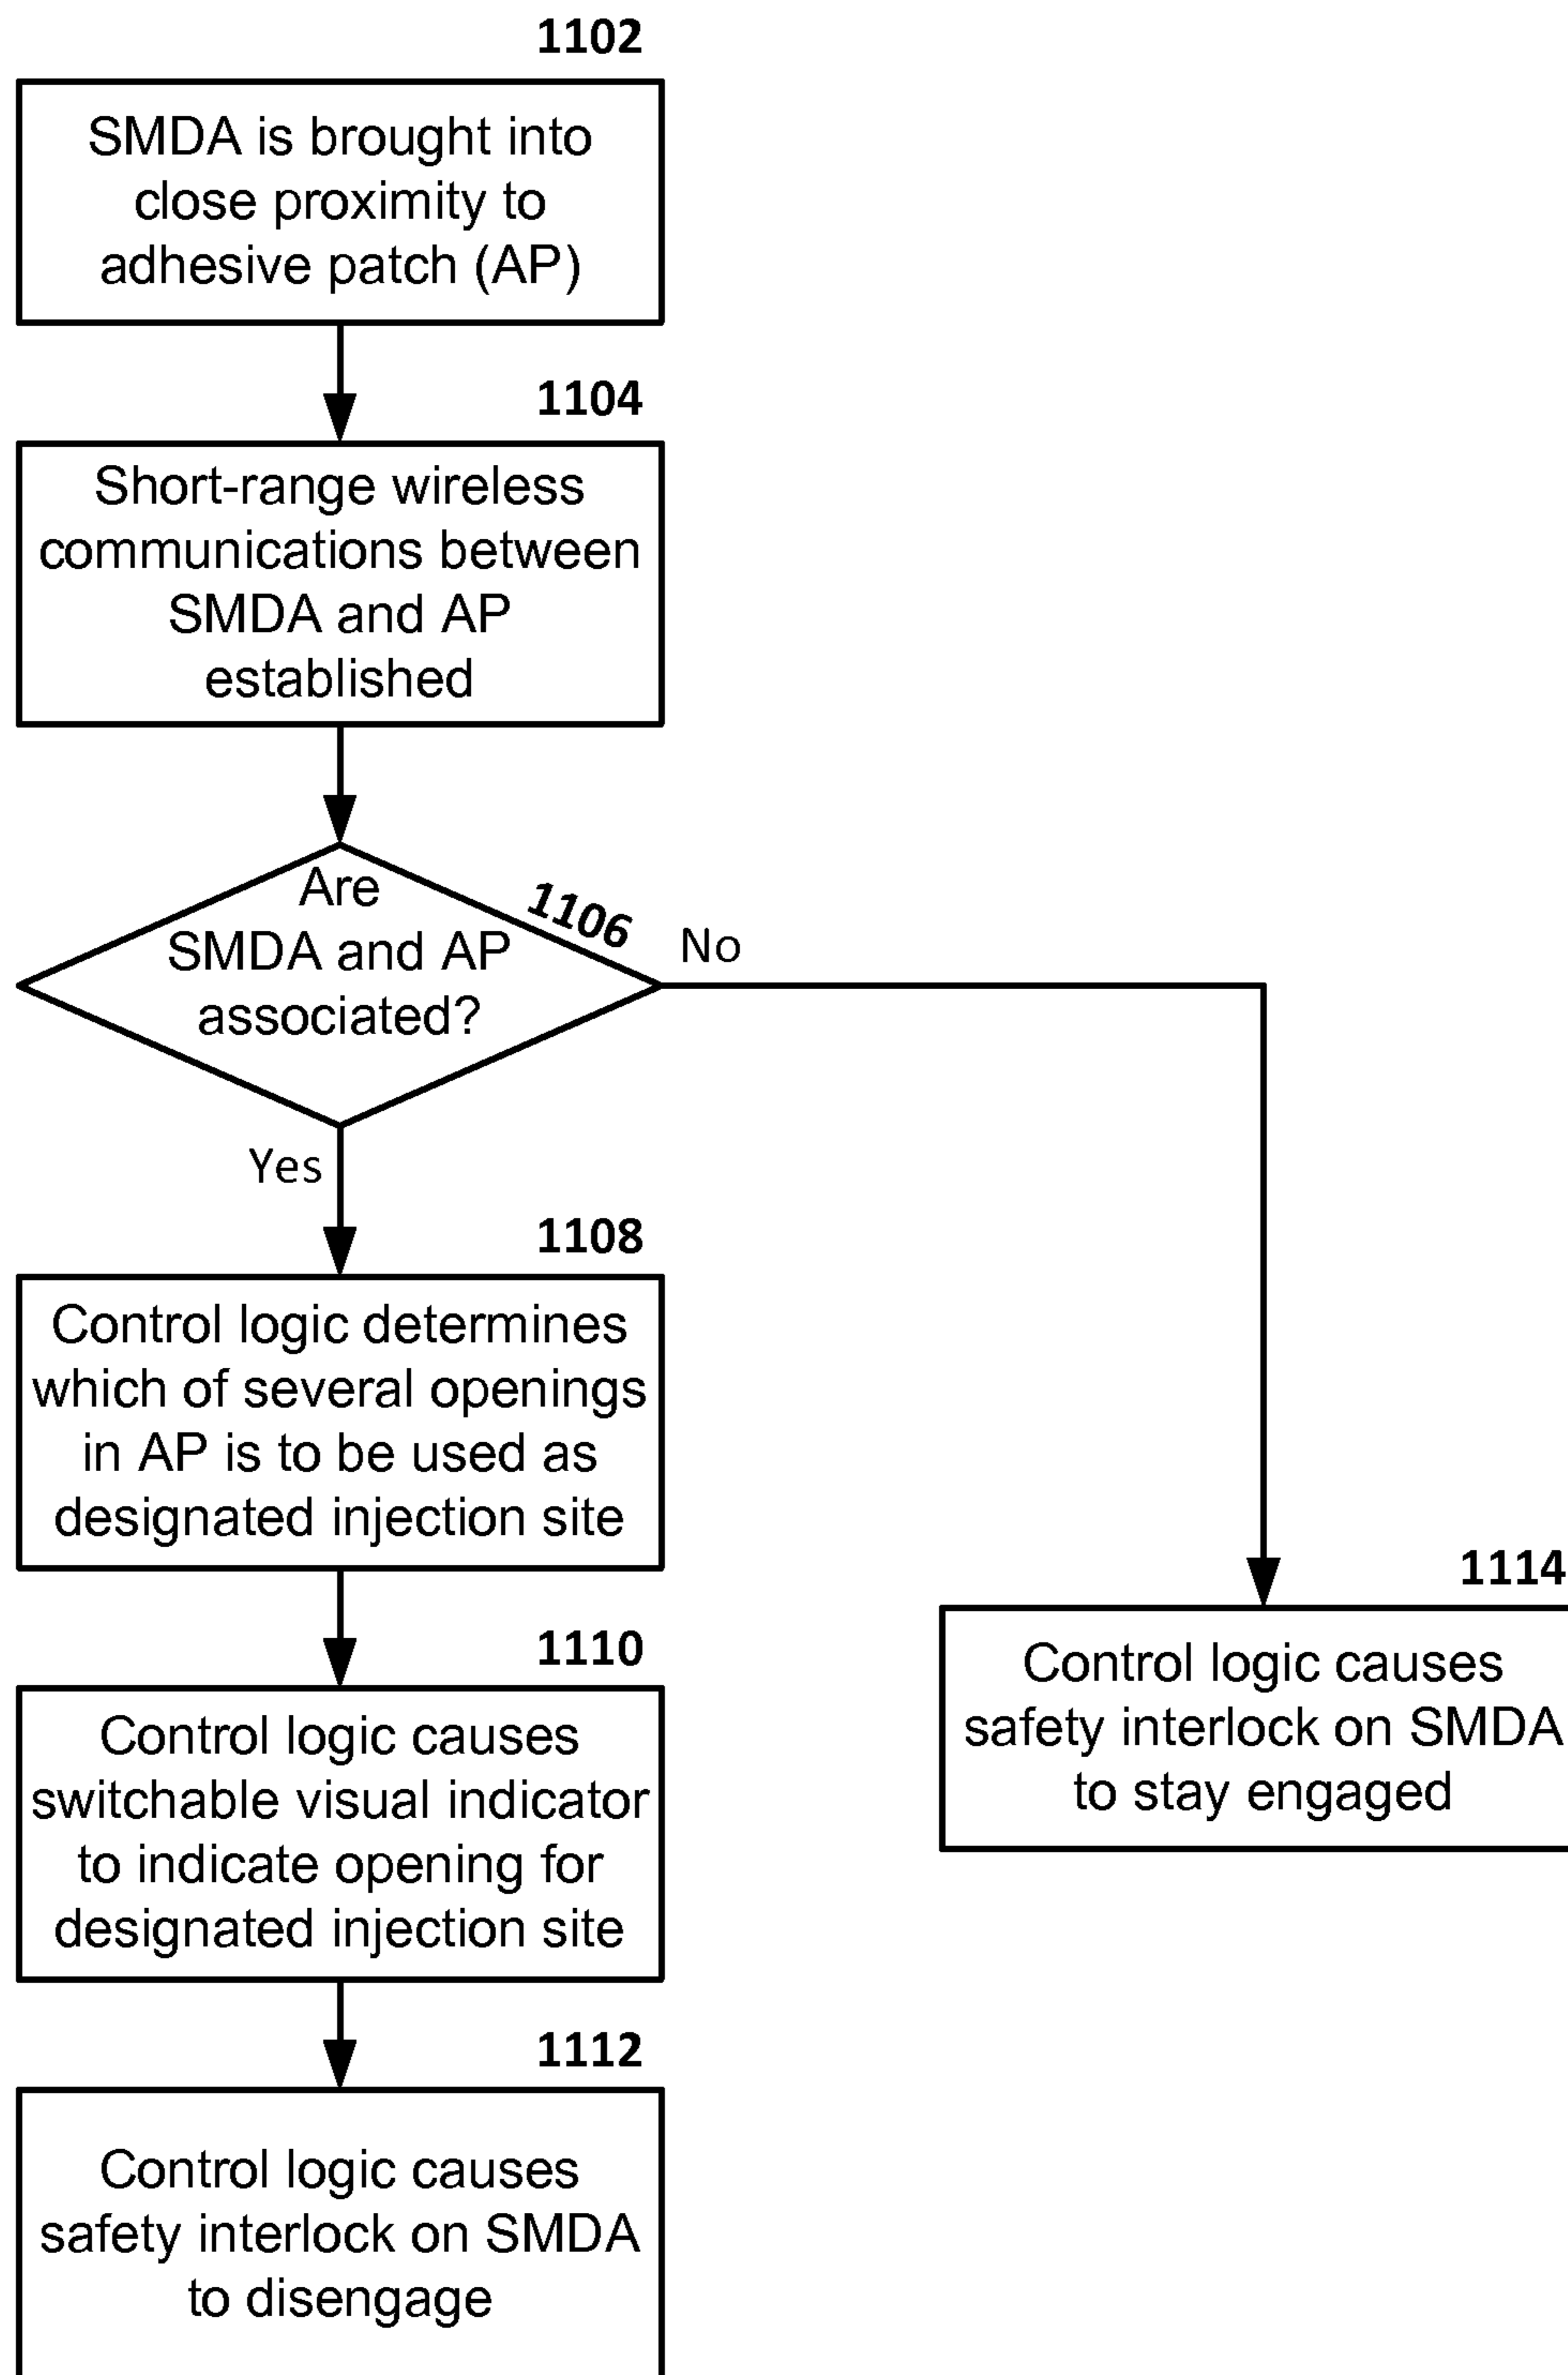 1102
SMDA is brought into
close proximity to
adhesive patch (AP)
1104
Short-range wireless
communications between
SMDA and AP
established
Are
SMDA and AP
associated?
1106
No
Yes
1108
Control logic determines
which of several openings
in AP is to be used as
designated injection site
1110
Control logic causes
switchable visual indicator
to indicate opening for
designated injection site
1112
Control logic causes
safety interlock on SMDA
to disengage
1114
Control logic causes
safety interlock on SMDA
to stay engaged